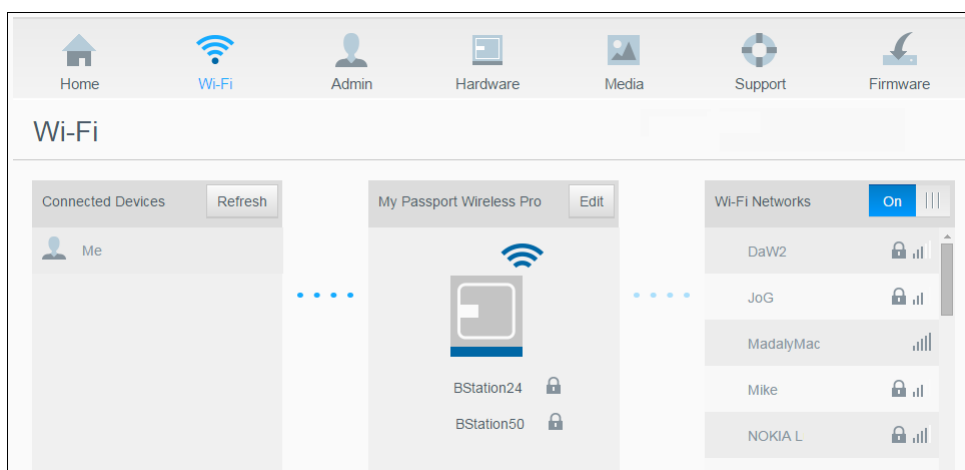 Home
Wi-Fi
Admin
Hardware
Media
Support
Firmware
Wi-Fi
Connected Devices
Refresh
Me
My Passport Wireless Pro
Edit
BStation24
BStation50
Wi-Fi Networks
On
DaW2
JoG
MadalyMac
Mike
NOKIA L